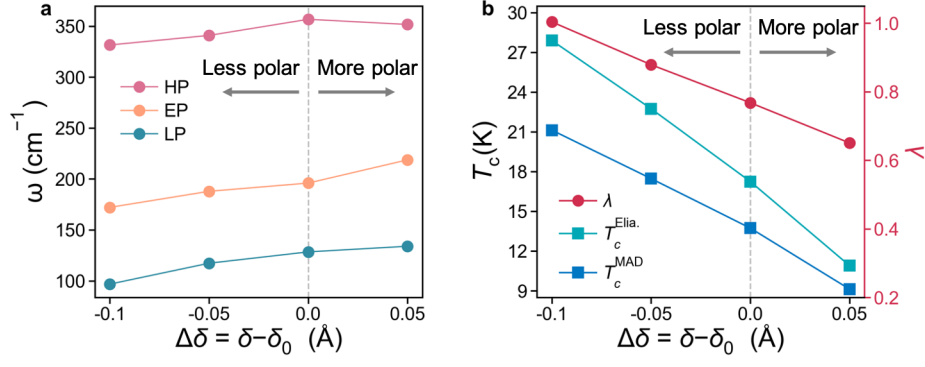 a
350
300
250
200
150
100
ω (cm⁻¹)
Less polar
More polar
HP
EP
LP
-0.1
-0.05
0.0
0.05
Δδ = δ−δ₀ (Å)
b
30
27
24
21
18
15
12
9
T_c(K)
Less polar
More polar
λ
T_c^Elia.
T_c^MAD
1.0
0.8
0.6
0.4
0.2
λ
-0.1
-0.05
0.0
0.05
Δδ = δ−δ₀ (Å)